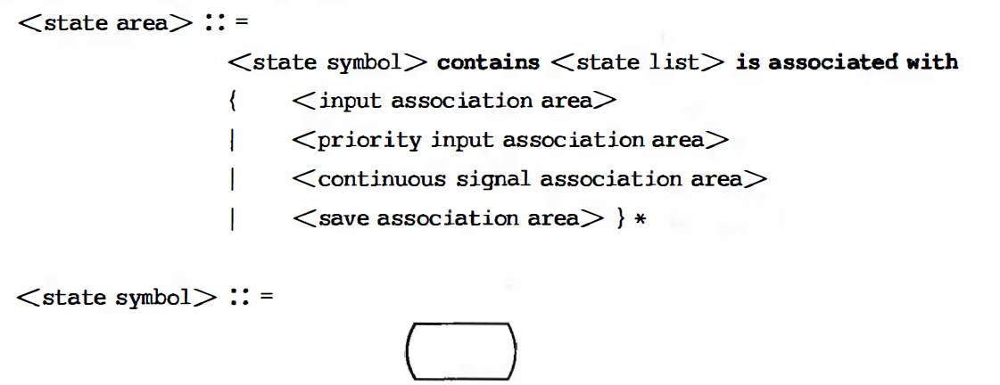 <state area> :: =
<state symbol> contains <state list> is associated with
{ <input association area>
| <priority input association area>
| <continuous signal association area>
| <save association area> } *
<state symbol> :: =